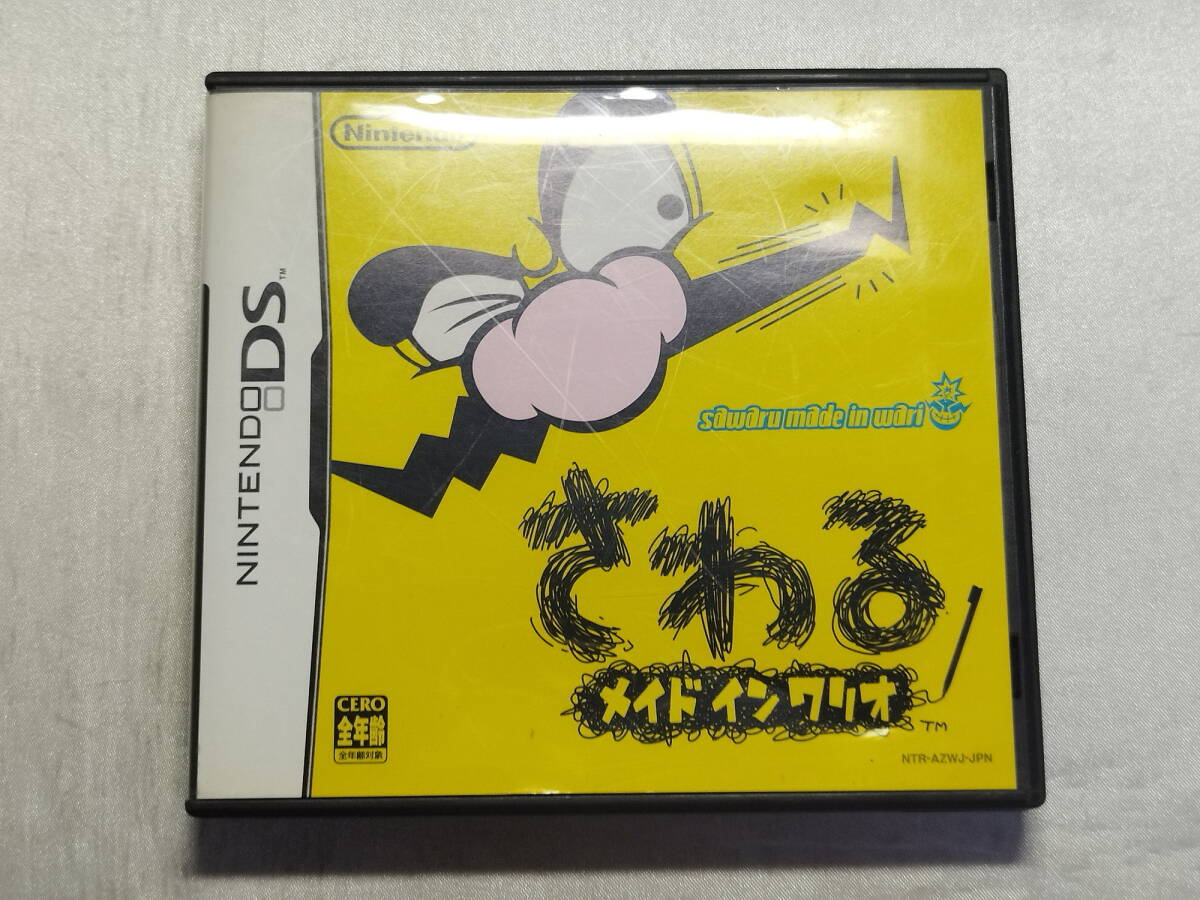 Nintendo
NINTENDO DS™
sawaru made in wari
さわる
メイド イン ワリオ
TM
CERO
全年齢
全年齢対象
NTR-AZWJ-JPN